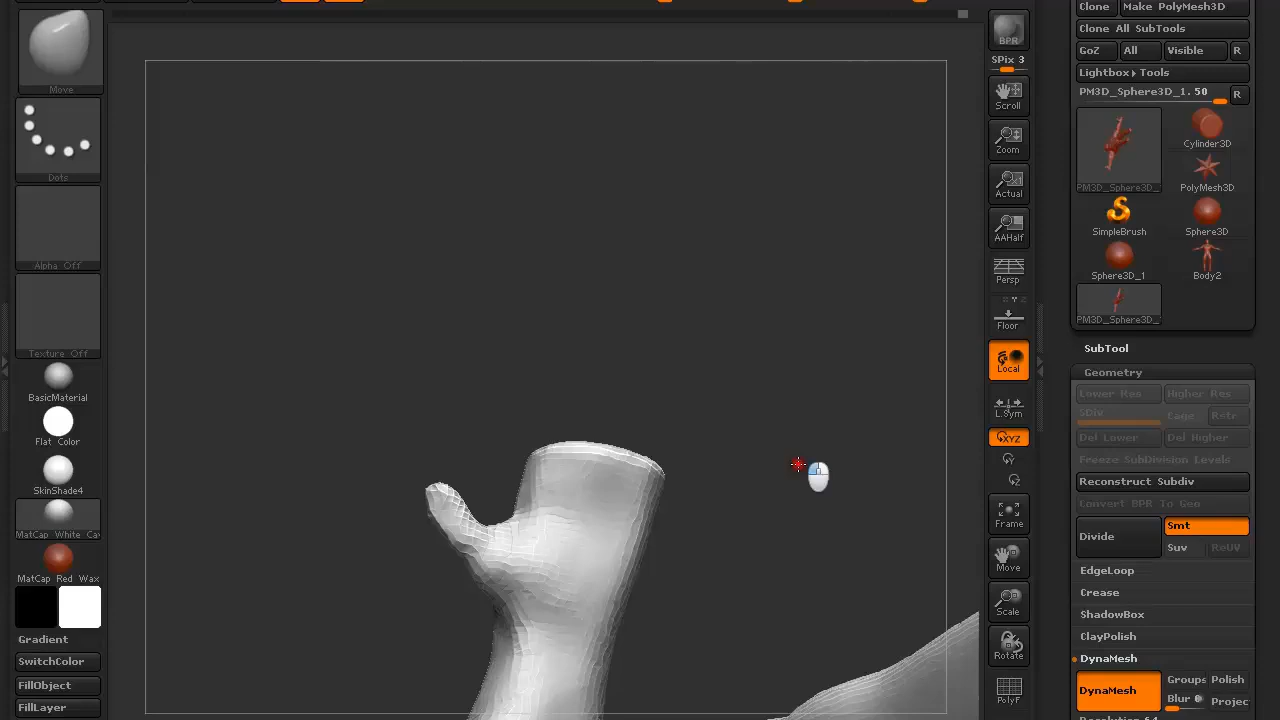 Move
Dots
Alpha Off
Texture Off
BasicMaterial
Flat Color
SkinShade4
MatCap White Ca
MatCap Red Wax
Gradient
SwitchColor
FillObject
FillLayer
BPR
SPix 3
Scroll
Zoom
Actual
AAHalf
Persp
Floor
Local
L.Sym
XYZ
Frame
Move
Scale
Rotate
PolyF
Clone Make PolyMesh3D
Clone All SubTools
GoZ All Visible R
Lightbox▸Tools
PM3D_Sphere3D_1. 50 R
PM3D_Sphere3D_
Cylinder3D
PolyMesh3D
SimpleBrush
Sphere3D
Sphere3D_1
Body2
PM3D_Sphere3D_
SubTool
Geometry
Lower Res Higher Res
SDiv Cage Rstr
Del Lower Del Higher
Freeze SubDivision Levels
Reconstruct Subdiv
Convert BPR To Geo
Divide Smt
Suv ReUV
EdgeLoop
Crease
ShadowBox
ClayPolish
DynaMesh
DynaMesh Groups Polish
Blur Projec